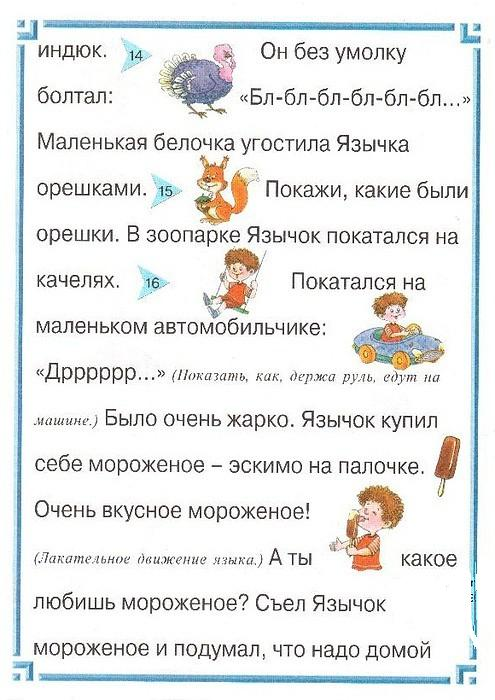 индюк. 14 Он без умолку
болтал: «Бл-бл-бл-бл-бл-бл...»
Маленькая белочка угостила Язычка
орешками. 15 Покажи, какие были
орешки. В зоопарке Язычок покатался на
качелях. 16 Покатался на
маленьком автомобильчике:
«Дрррррр...» (Показать, как, держа руль, едут на
машине.) Было очень жарко. Язычок купил
себе мороженое – эскимо на палочке.
Очень вкусное мороженое!
(Лакательное движение языка.) А ты какое
любишь мороженое? Съел Язычок
мороженое и подумал, что надо домой